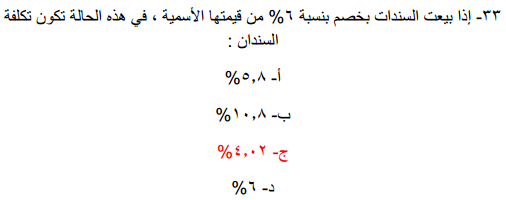 ٣٣- إذا بيعت السندات بخصم بنسبة ٦% من قيمتها الأسمية ، في هذه الحالة تكون تكلفة
السندان :
أ- ٥,٨%
ب- ١٠,٨%
ج- ٤,٠٢%
د- ٦%